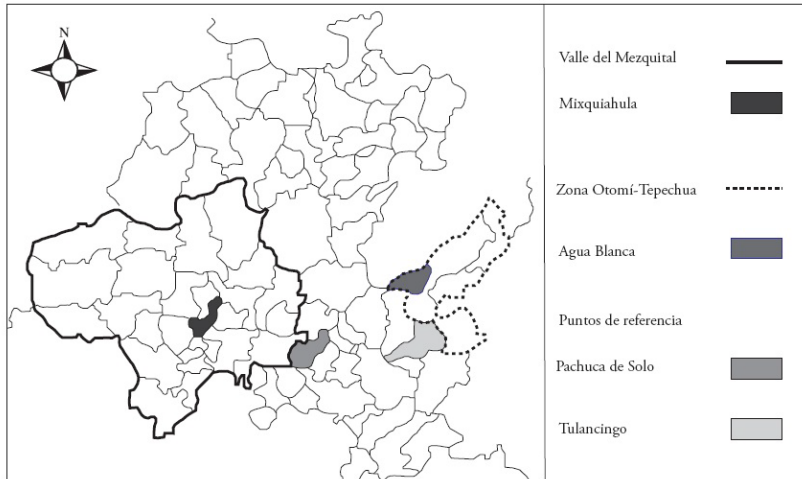 N
Valle del Mezquital
Mixquiahula
Zona Otomí-Tepechua
Agua Blanca
Puntos de referencia
Pachuca de Solo
Tulancingo